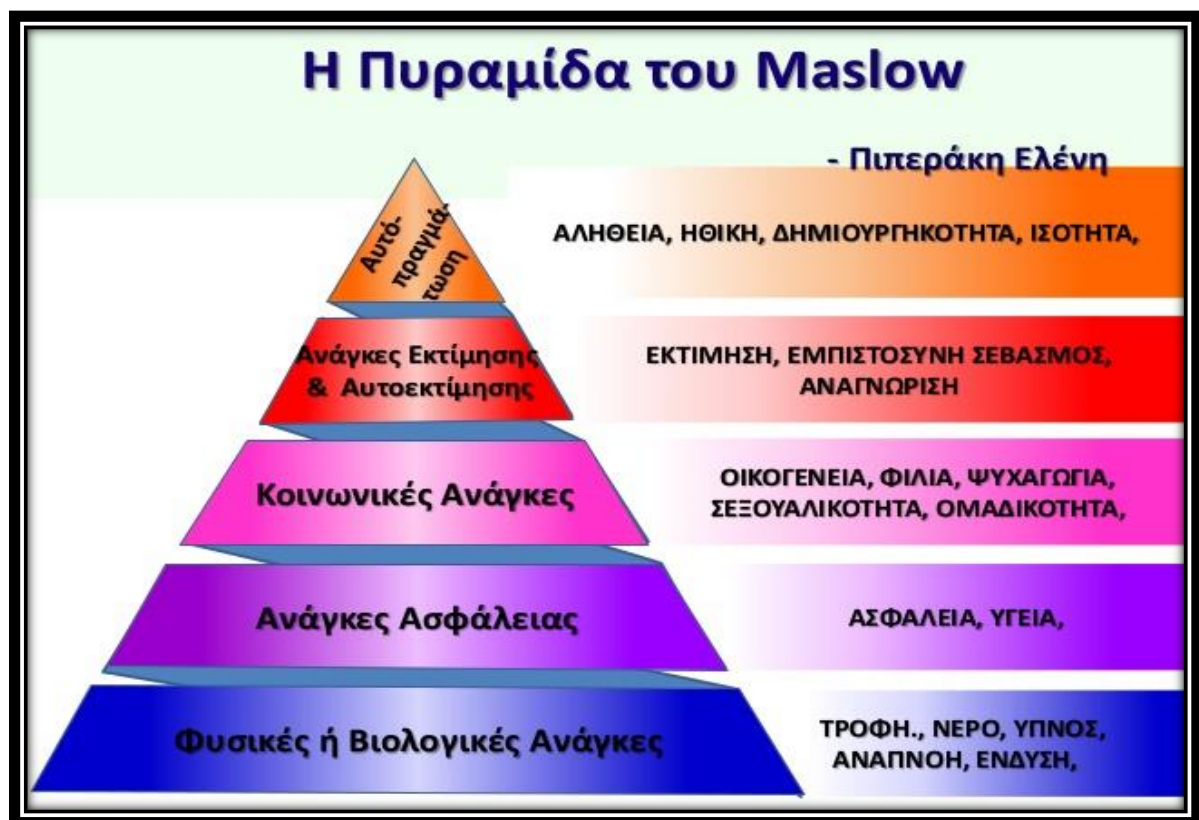 Η Πυραμίδα του Maslow
- Πιπεράκη Ελένη
Αυτό-
πραγμά-
τωση
ΑΛΗΘΕΙΑ, ΗΘΙΚΗ, ΔΗΜΙΟΥΡΓΗΚΟΤΗΤΑ, ΙΣΟΤΗΤΑ,
Ανάγκες Εκτίμησης
& Αυτοεκτίμησης
ΕΚΤΙΜΗΣΗ, ΕΜΠΙΣΤΟΣΥΝΗ ΣΕΒΑΣΜΟΣ,
ΑΝΑΓΝΩΡΙΣΗ
Κοινωνικές Ανάγκες
ΟΙΚΟΓΕΝΕΙΑ, ΦΙΛΙΑ, ΨΥΧΑΓΩΓΙΑ,
ΣΕΞΟΥΑΛΙΚΟΤΗΤΑ, ΟΜΑΔΙΚΟΤΗΤΑ,
Ανάγκες Ασφάλειας
ΑΣΦΑΛΕΙΑ, ΥΓΕΙΑ,
Φυσικές ή Βιολογικές Ανάγκες
ΤΡΟΦΗ., ΝΕΡΟ, ΥΠΝΟΣ,
ΑΝΑΠΝΟΗ, ΕΝΔΥΣΗ,